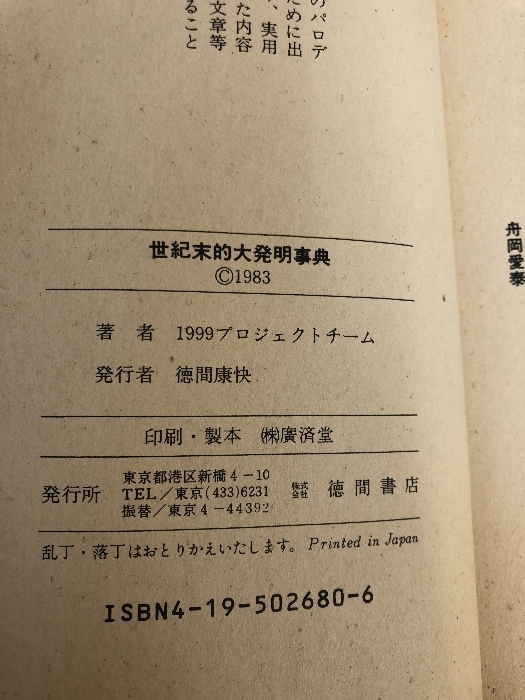 のパロデ
ために出
、実用
た内容
文章等
ること
世紀末的大発明事典
©1983
著者 1999プロジェクトチーム
発行者 徳間康快
印刷・製本 ㈱廣済堂
発行所
東京都港区新橋4-10
TEL/東京(433)6231
振替/東京4-44392
株式会社 徳間書店
乱丁・落丁はおとりかえいたします。 Printed in Japan
ISBN4-19-502680-6
舟岡愛泰